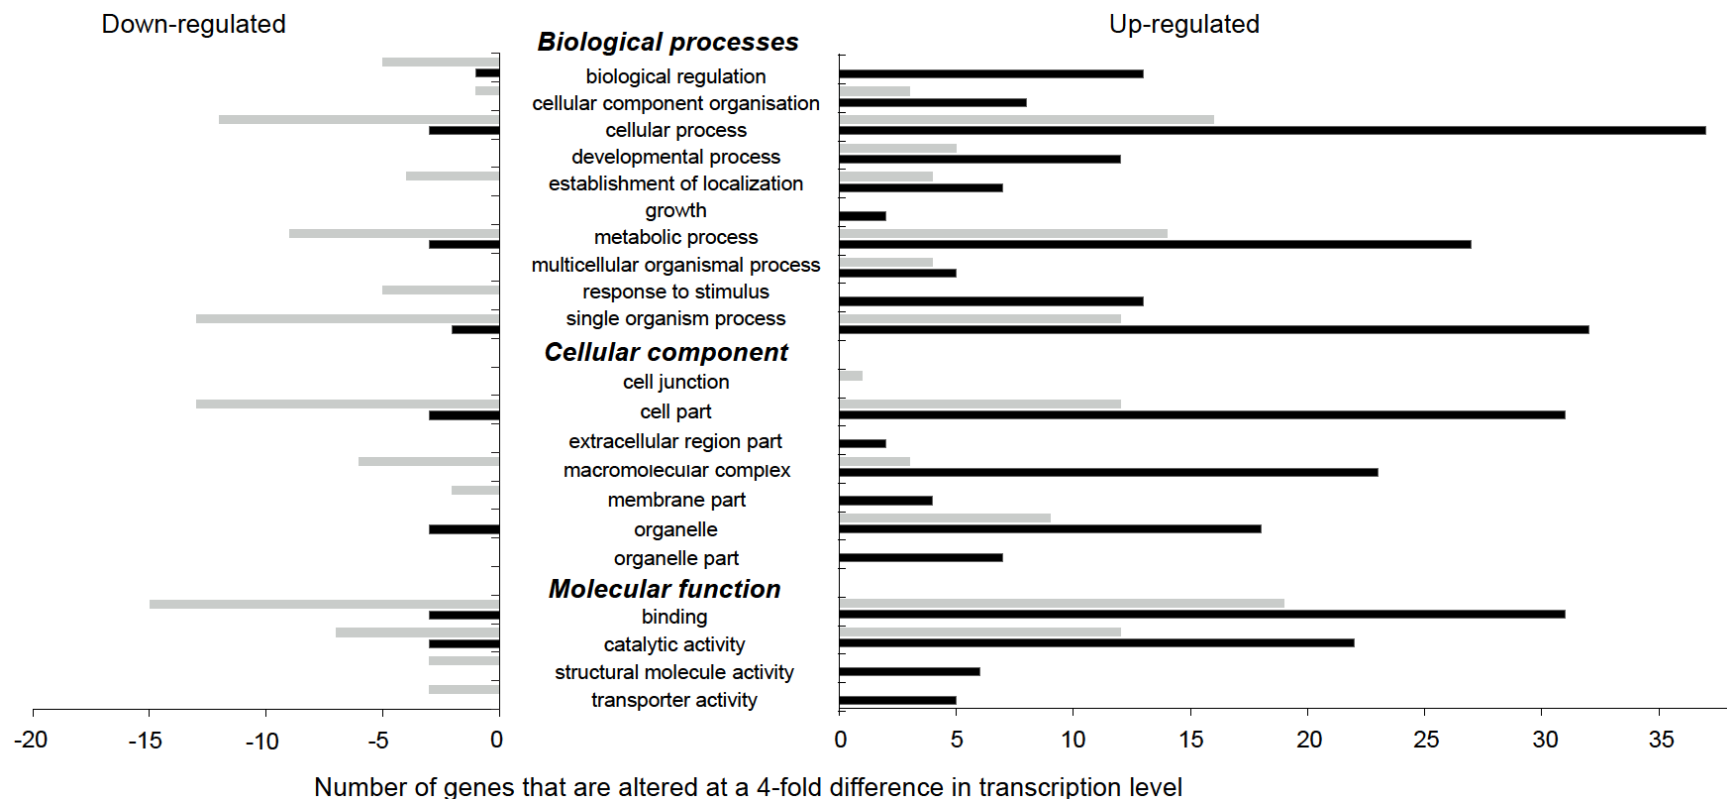 Down-regulated
Up-regulated
Biological processes
biological regulation
cellular component organisation
cellular process
developmental process
establishment of localization
growth
metabolic process
multicellular organismal process
response to stimulus
single organism process
Cellular component
cell junction
cell part
extracellular region part
macromolecular complex
membrane part
organelle
organelle part
Molecular function
binding
catalytic activity
structural molecule activity
transporter activity
-20 -15 -10 -5 0 0 5 10 15 20 25 30 35
Number of genes that are altered at a 4-fold difference in transcription level